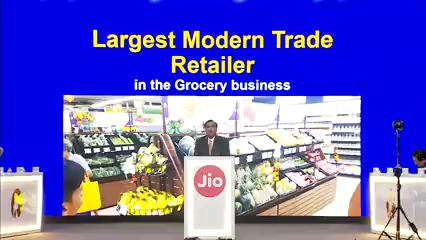 Largest Modern Trade
Retailer
in the Grocery business
Jio